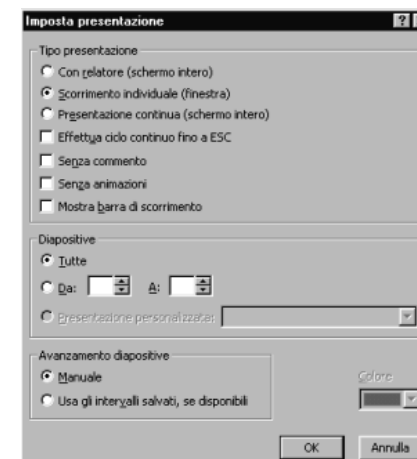 Imposta presentazione
Tipo presentazione
Con relatore (schermo intero)
Scorrimento individuale (finestra)
Presentazione continua (schermo intero)
Effettua ciclo continuo fino a ESC
Senza commento
Senza animazioni
Mostra barra di scorrimento
Diapositive
Tutte
Da: A:
Presentazione personalizzata:
Avanzamento diapositive
Manuale
Colore
Usa gli intervalli salvati, se disponibili
OK Annulla